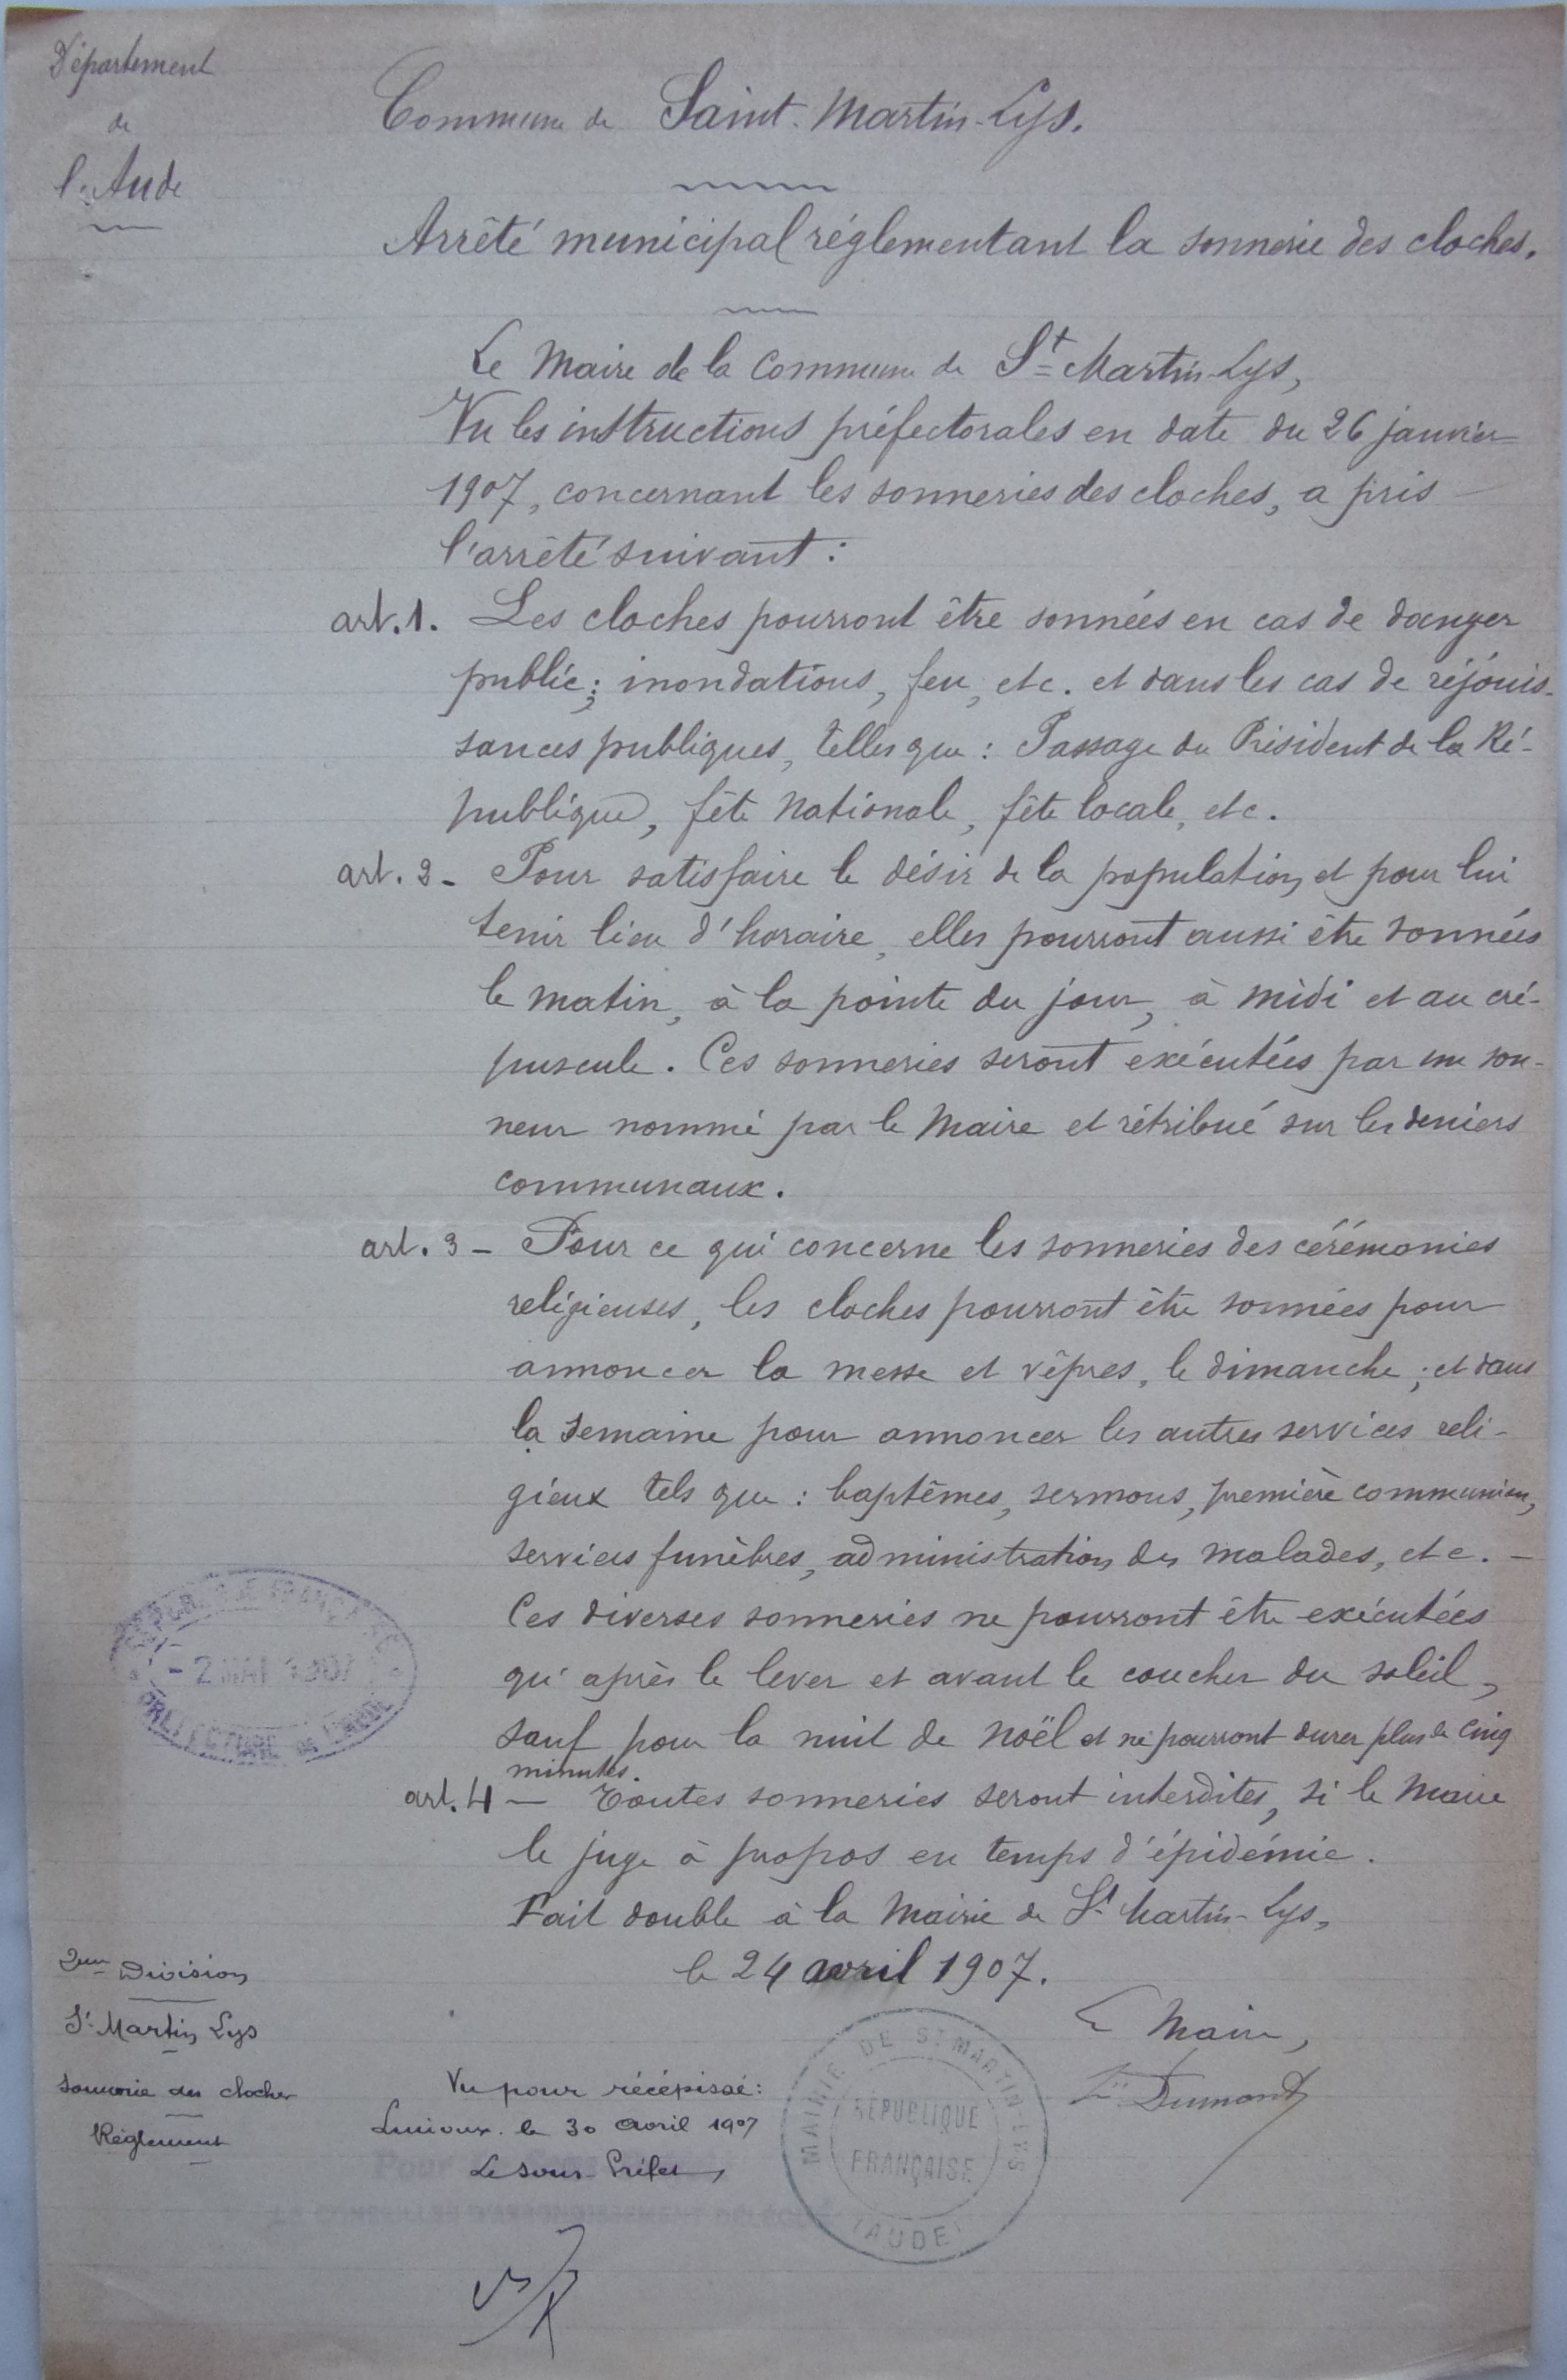 Département
de
l'Aude
Commune de Saint-Martin-Lys.
Arrêté municipal réglementant la sonnerie des cloches.
Le Maire de la Commune de St Martin-Lys,
Vu les instructions préfectorales en date du 26 janvier
1907, concernant les sonneries des cloches, a pris
l'arrêté suivant :
art. 1. Les cloches pourront être sonnées en cas de danger
public ; inondations, feu, etc. et dans les cas de réjouis-
sances publiques, telles que : Passage du Président de la Ré-
publique, fête Nationale, fête locale, etc.
art. 2 - Pour satisfaire le désir de la population, et pour lui
tenir lieu d'horaire, elles pourront aussi être sonnées
le matin, à la pointe du jour, à midi et au cré-
puscule. Ces sonneries seront exécutées par un son-
neur nommé par le Maire et rétribué sur les deniers
communaux.
art. 3 - Pour ce qui concerne les sonneries des cérémonies
religieuses, les cloches pourront être sonnées pour
annoncer la messe et vêpres, le dimanche ; et dans
la semaine pour annoncer les autres services reli-
gieux tels que : baptêmes, sermons, première communion,
services funèbres, administration des malades, etc. -
Ces diverses sonneries ne pourront être exécutées
qu'après le lever et avant le coucher du soleil,
sauf pour la nuit de Noël et ne pourront durer plus de cinq
minutes.
art. 4 - Toutes sonneries seront interdites, si le Maire
le juge à propos en temps d'épidémie.
Fait double à la Mairie de St Martin-Lys,
le 24 avril 1907.
Le Maire,
Dumont
RÉPUBLIQUE FRANÇAISE
- 2 MAI 1907
PRÉFECTURE DE L'AUDE
2eme Division
St Martin Lys
Sonnerie des cloches
Règlement
Vu pour récépissé :
Limoux, le 30 avril 1907
Le Sous-Préfet,
Pour
LE CONSEILLER D'ARRONDISSEMENT DÉLÉGUÉ
MAIRIE DE ST MARTIN-LYS
RÉPUBLIQUE
FRANÇAISE
(AUDE)